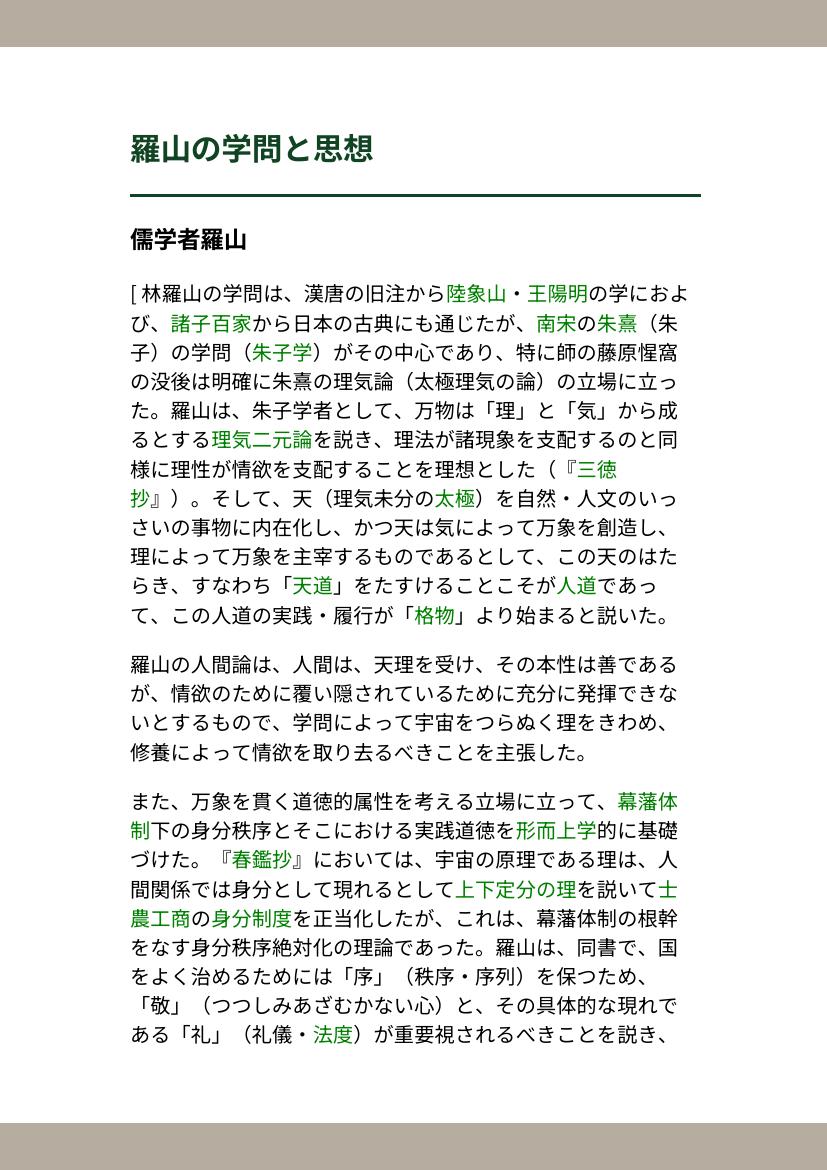 羅山の学問と思想
儒学者羅山
[ 林羅山の学問は、漢唐の旧注から陸象山・王陽明の学におよ
び、諸子百家から日本の古典にも通じたが、南宋の朱熹（朱
子）の学問（朱子学）がその中心であり、特に師の藤原惺窩
の没後は明確に朱熹の理気論（太極理気の論）の立場に立っ
た。羅山は、朱子学者として、万物は「理」と「気」から成
るとする理気二元論を説き、理法が諸現象を支配するのと同
様に理性が情欲を支配することを理想とした（『三徳
抄』）。そして、天（理気未分の太極）を自然・人文のいっ
さいの事物に内在化し、かつ天は気によって万象を創造し、
理によって万象を主宰するものであるとして、この天のはた
らき、すなわち「天道」をたすけることこそが人道であっ
て、この人道の実践・履行が「格物」より始まると説いた。
羅山の人間論は、人間は、天理を受け、その本性は善である
が、情欲のために覆い隠されているために充分に発揮できな
いとするもので、学問によって宇宙をつらぬく理をきわめ、
修養によって情欲を取り去るべきことを主張した。
また、万象を貫く道徳的属性を考える立場に立って、幕藩体
制下の身分秩序とそこにおける実践道徳を形而上学的に基礎
づけた。『春鑑抄』においては、宇宙の原理である理は、人
間関係では身分として現れるとして上下定分の理を説いて士
農工商の身分制度を正当化したが、これは、幕藩体制の根幹
をなす身分秩序絶対化の理論であった。羅山は、同書で、国
をよく治めるためには「序」（秩序・序列）を保つため、
「敬」（つつしみあざむかない心）と、その具体的な現れで
ある「礼」（礼儀・法度）が重要視されるべきことを説き、